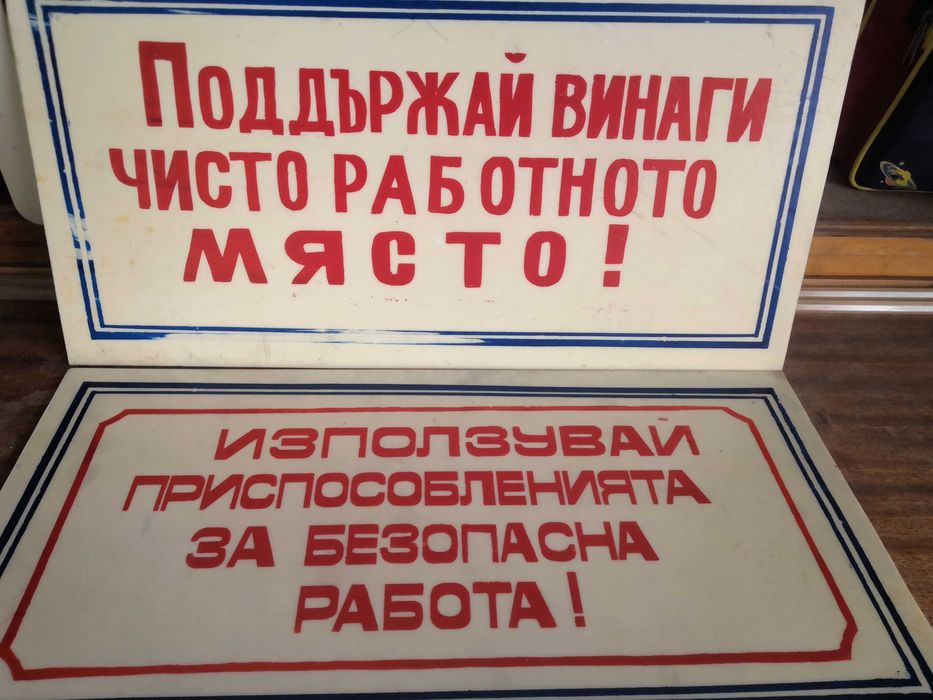 ПОДДЪРЖАЙ ВИНАГИ
ЧИСТО РАБОТНОТО
МЯСТО!
ИЗПОЛЗУВАЙ
ПРИСПОСОБЛЕНИЯТА
ЗА БЕЗОПАСНА
РАБОТА!